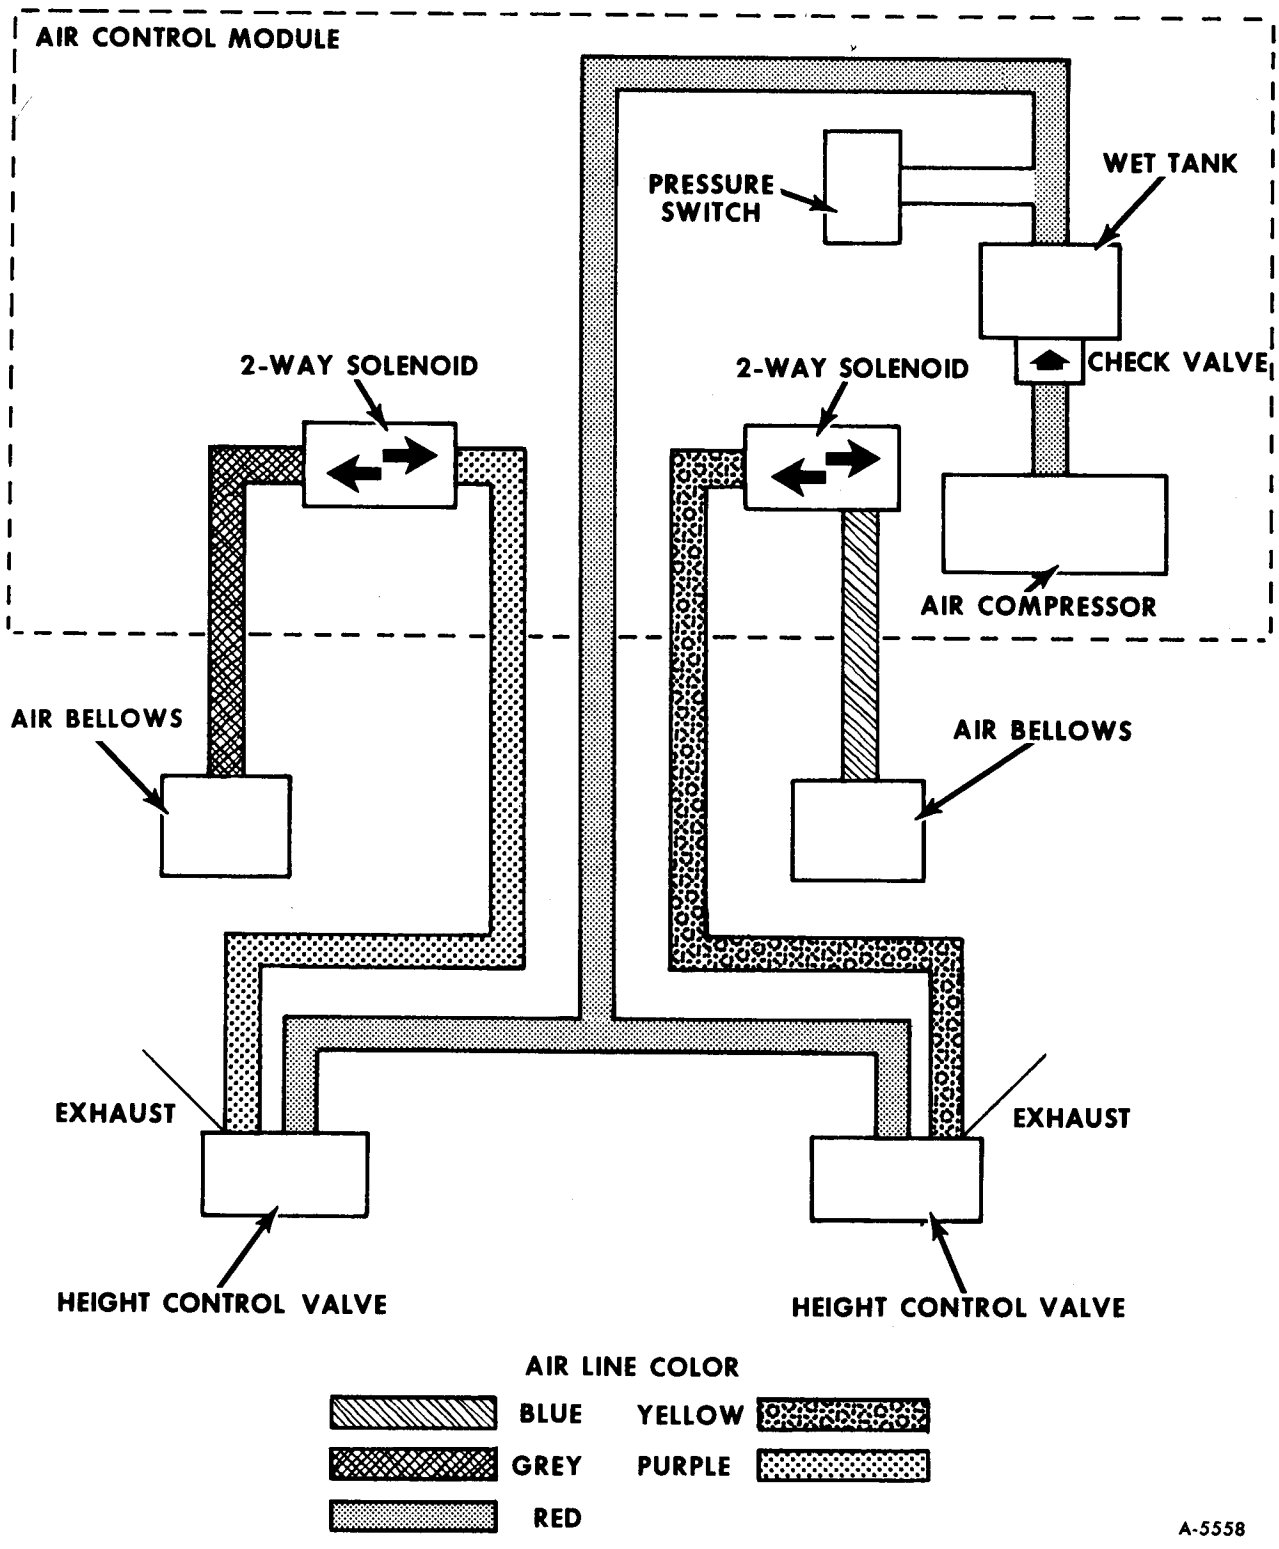 AIR CONTROL MODULE
WET TANK
PRESSURE
SWITCH
2-WAY SOLENOID
2-WAY SOLENOID
CHECK VALVE
AIR COMPRESSOR
AIR BELLOWS
AIR BELLOWS
EXHAUST
EXHAUST
HEIGHT CONTROL VALVE
HEIGHT CONTROL VALVE
AIR LINE COLOR
BLUE
YELLOW
GREY
PURPLE
RED
A-5558